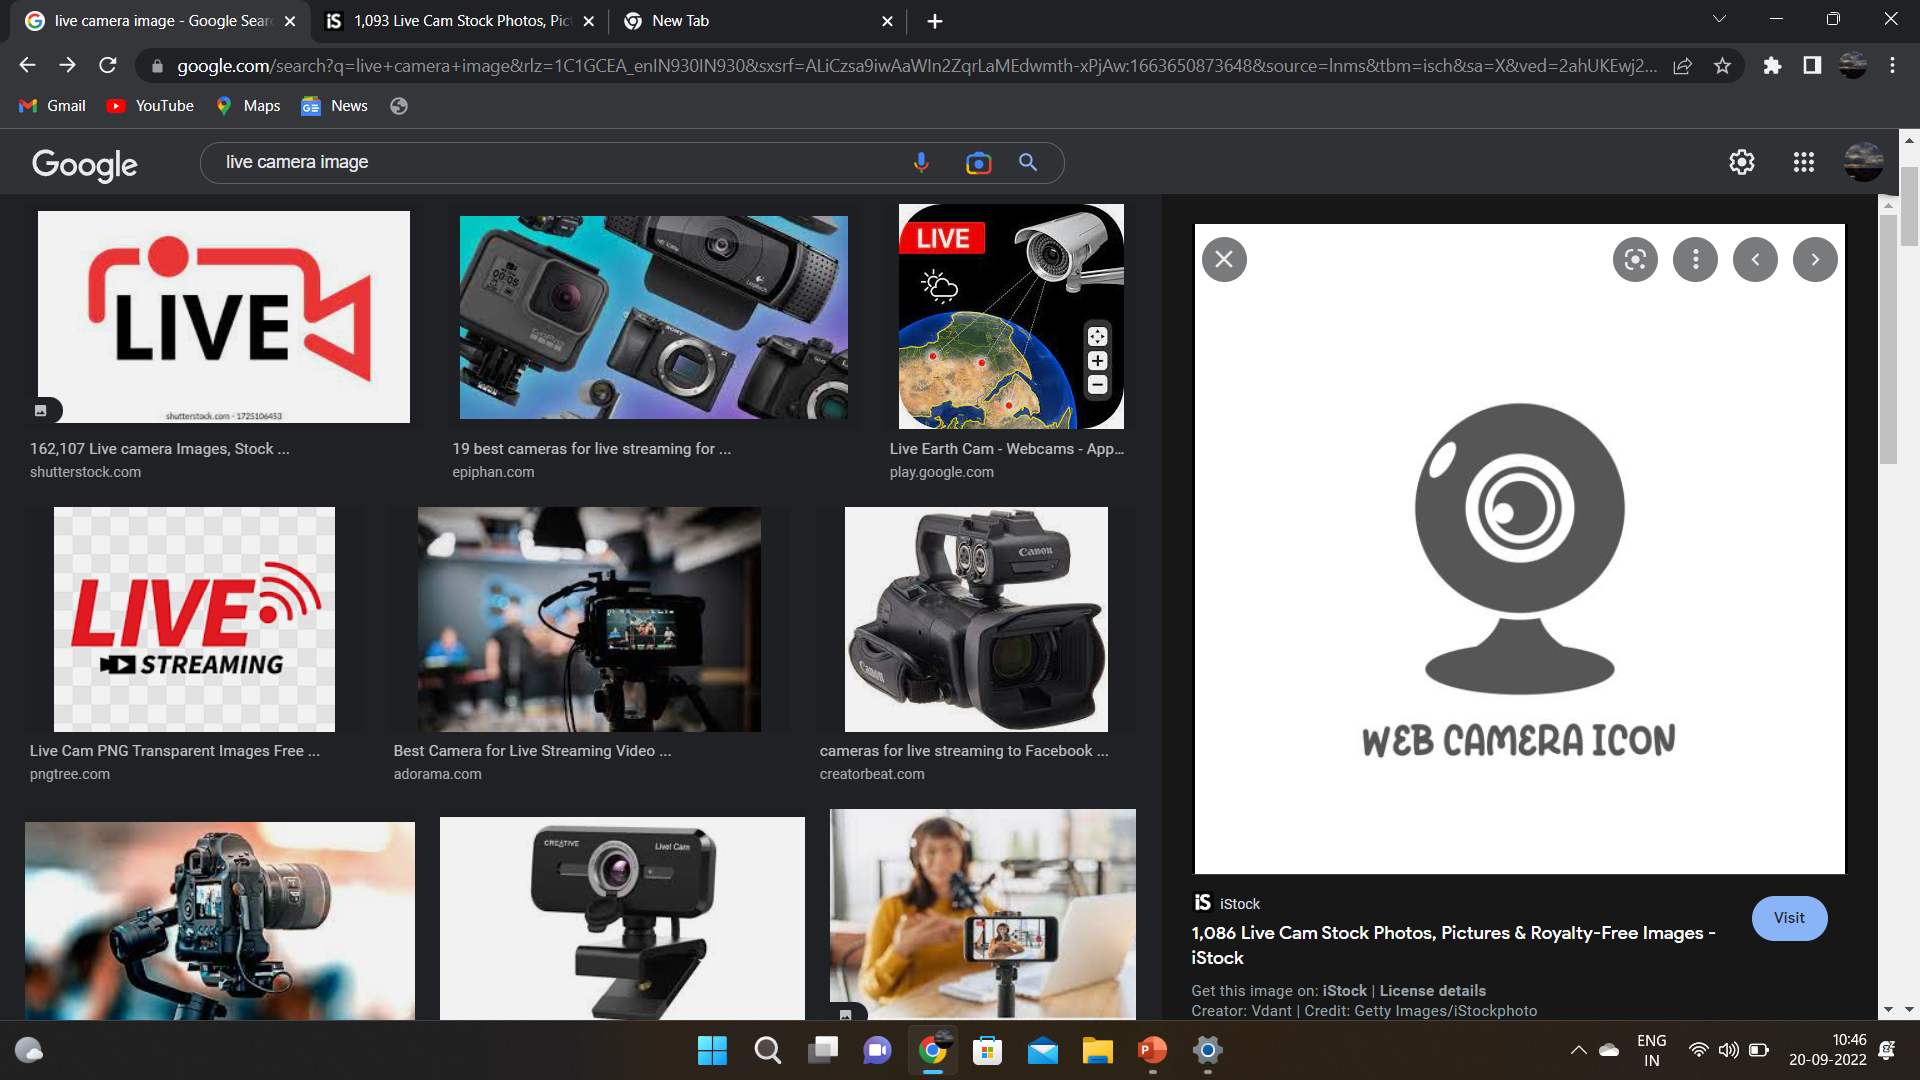 live camera image - Google Sear
1,093 Live Cam Stock Photos, Pic
New Tab
google.com/search?q=live+camera+image&rlz=1C1GCEA_enIN930IN930&sxsrf=ALiCzsa9iwAaWIn2ZqrLaMEdwmth-xPjAw:1663650873648&source=lnms&tbm=isch&sa=X&ved=2ahUKEwj2...
Gmail
YouTube
Maps
News
Google
live camera image
LIVE
shutterstock.com · 1725106453
162,107 Live camera Images, Stock ...
shutterstock.com
SONY
19 best cameras for live streaming for ...
epiphan.com
LIVE
Live Earth Cam - Webcams - App...
play.google.com
LIVE
STREAMING
Live Cam PNG Transparent Images Free ...
pngtree.com
Best Camera for Live Streaming Video ...
adorama.com
Canon
Canon
cameras for live streaming to Facebook ...
creatorbeat.com
CREATIVE
Live! Cam
WEB CAMERA ICON
iS iStock
Visit
1,086 Live Cam Stock Photos, Pictures & Royalty-Free Images -
iStock
Get this image on: iStock | License details
Creator: Vdant | Credit: Getty Images/iStockphoto
ENG
IN
10:46
20-09-2022